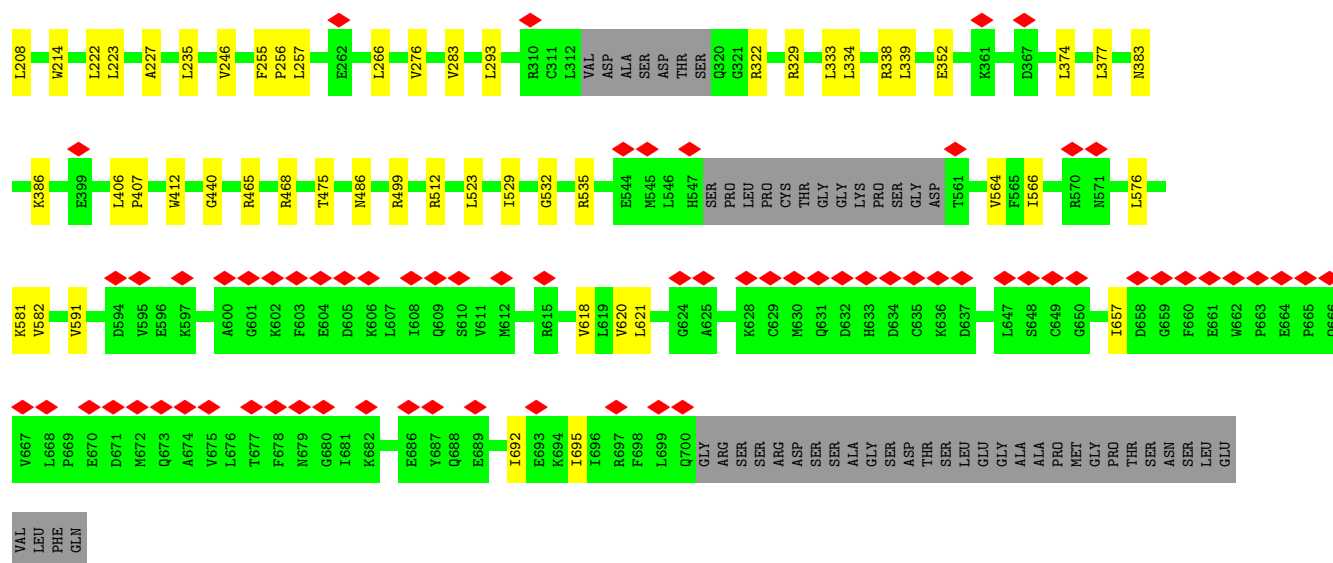 L208 W214 L222 L223 A227 L235 V246 F255 P256 L257 E262 L266 V276 V283 L293 R310 C311 L312 VAL ASP ALA SER ASP THR SER Q320 G321 R322 R329 L333 L334 R338 L339 E352 K361 D367 L374 L377 N383
K386 E399 L406 P407 W412 G440 R465 R468 T475 N486 R499 R512 L523 I529 G532 R535 E544 M545 L546 H547 SER PRO LEU PRO CYS THR GLY GLY LYS PRO SER GLY ASP T561 V564 F565 I566 R570 N571 L576
K581 V582 V591 D594 V595 E596 K597 A600 G601 K602 F603 E604 D605 K606 L607 I608 Q609 S610 V611 M612 R615 V618 L619 V620 L621 G624 A625 K628 C629 M630 Q631 D632 H633 D634 C635 K636 D637 L647 S648 C649 G650 I657 D658 G659 F660 E661 W662 P663 E664 P665
V667 L668 P669 E670 D671 M672 Q673 A674 V675 L676 T677 F678 N679 G680 I681 K682 E686 Y687 Q688 E689 I692 E693 K694 I695 I696 R697 F698 L699 Q700 GLY ARG SER SER ARG ASP SER SER ALA GLY SER ASP THR SER LEU GLU GLY ALA ALA PRO MET GLY PRO THR SER ASN SER LEU GLU
VAL LEU PHE GLN